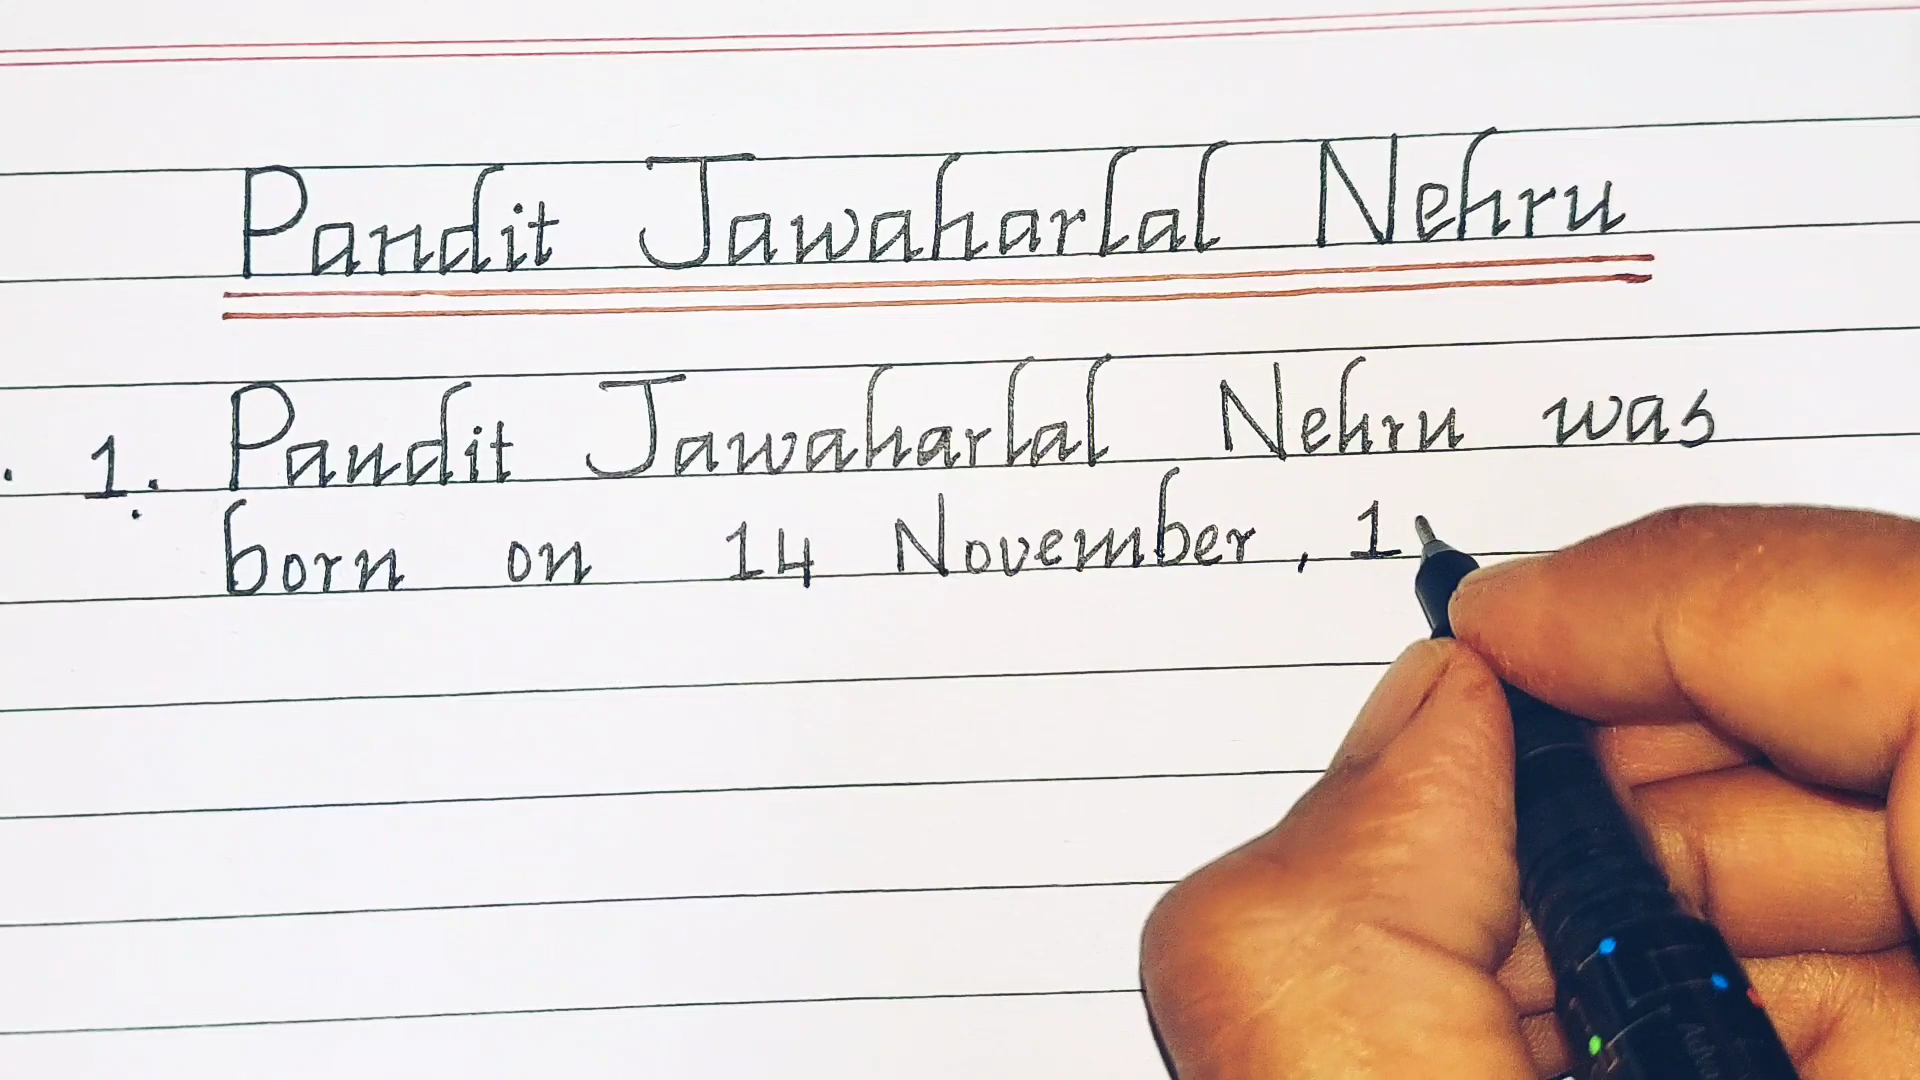 Pandit Jawaharlal Nehru
1. Pandit Jawaharlal Nehru was
born on 14 November, 1